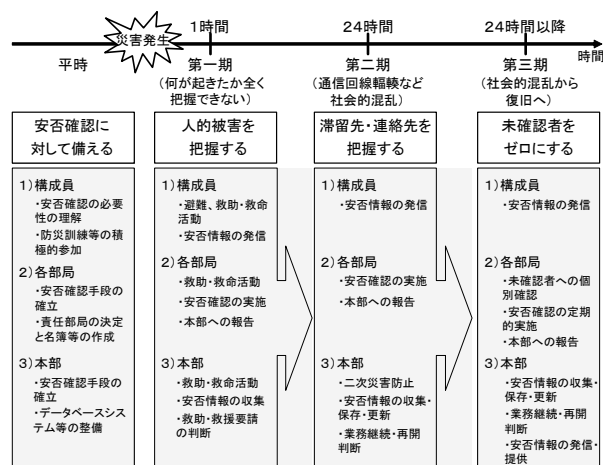 災害発生
1時間
24時間
24時間以降
時間
平時
第一期
(何が起きたか全く
把握できない)
第二期
(通信回線輻輳など
社会的混乱)
第三期
(社会的混乱から
復旧へ)
安否確認に
対して備える
人的被害を
把握する
滞留先・連絡先を
把握する
未確認者を
ゼロにする
1)構成員
・安否確認の必要
性の理解
・防災訓練等の積
極的参加
2)各部局
・安否確認手段の
確立
・責任部局の決定
と名簿等の作成
3)本部
・安否確認手段の
確立
・データベースシス
テム等の整備
1)構成員
・避難、救助・救命
活動
・安否情報の発信
2)各部局
・救助・救命活動
・安否確認の実施
・本部への報告
3)本部
・救助・救命活動
・安否情報の収集
・救助・救援要請
の判断
1)構成員
・安否情報の発信
2)各部局
・安否確認の実施
・本部への報告
3)本部
・二次災害防止
・安否情報の収集・
保存・更新
・業務継続・再開
判断
1)構成員
・安否情報の発信
2)各部局
・未確認者への個
別確認
・安否確認の定期
的実施
・本部への報告
3)本部
・安否情報の収集・
保存・更新
・業務継続・再開
判断
・安否情報の発信・
提供